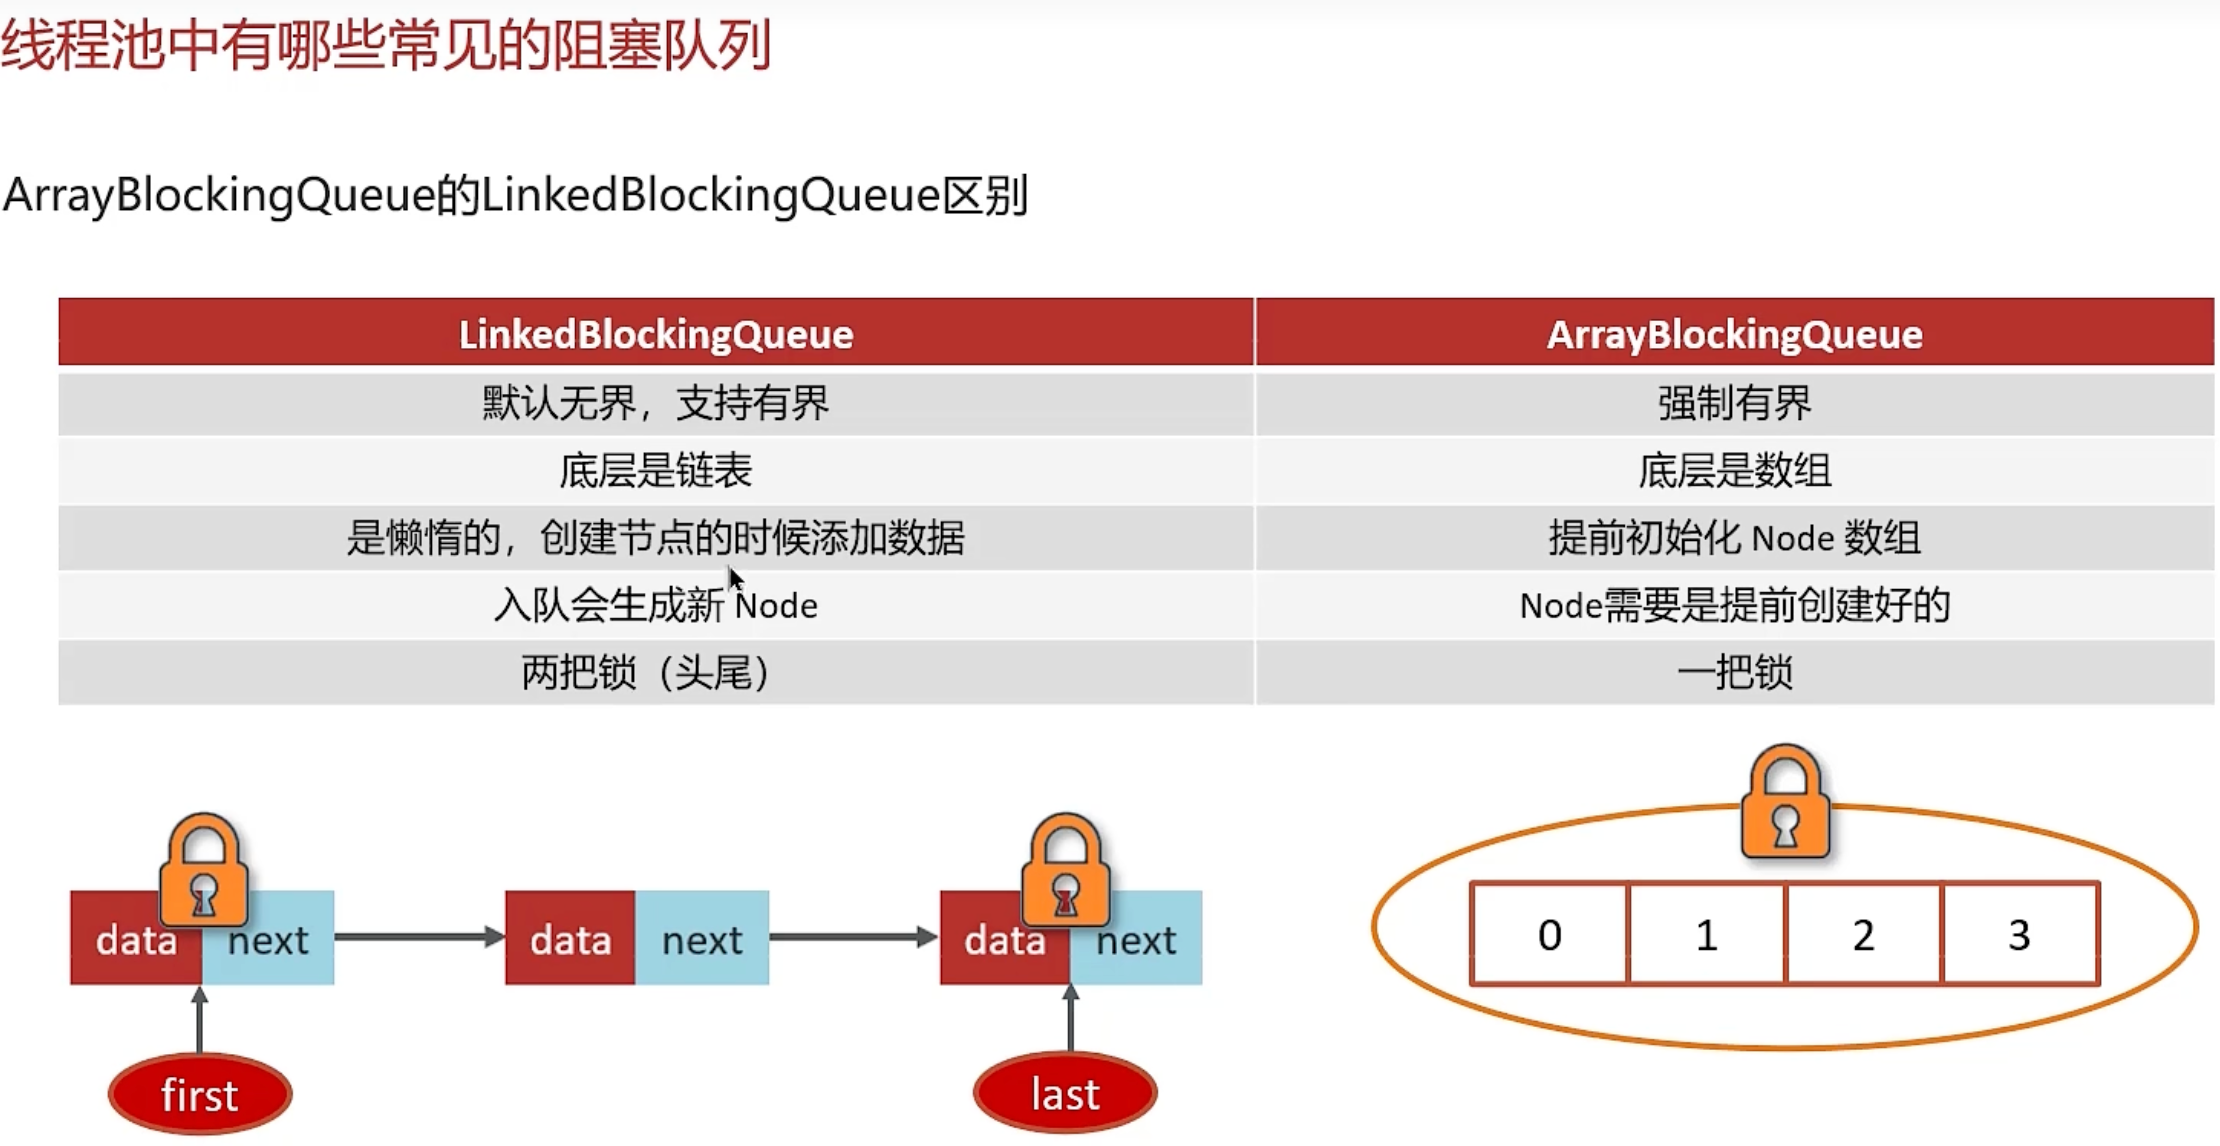 线程池中有哪些常见的阻塞队列
ArrayBlockingQueue的LinkedBlockingQueue区别
LinkedBlockingQueue ArrayBlockingQueue
默认无界，支持有界 强制有界
底层是链表 底层是数组
是懒惰的，创建节点的时候添加数据 提前初始化 Node 数组
入队会生成新 Node Node需要是提前创建好的
两把锁（头尾） 一把锁
data next data next data next 0 1 2 3
first last